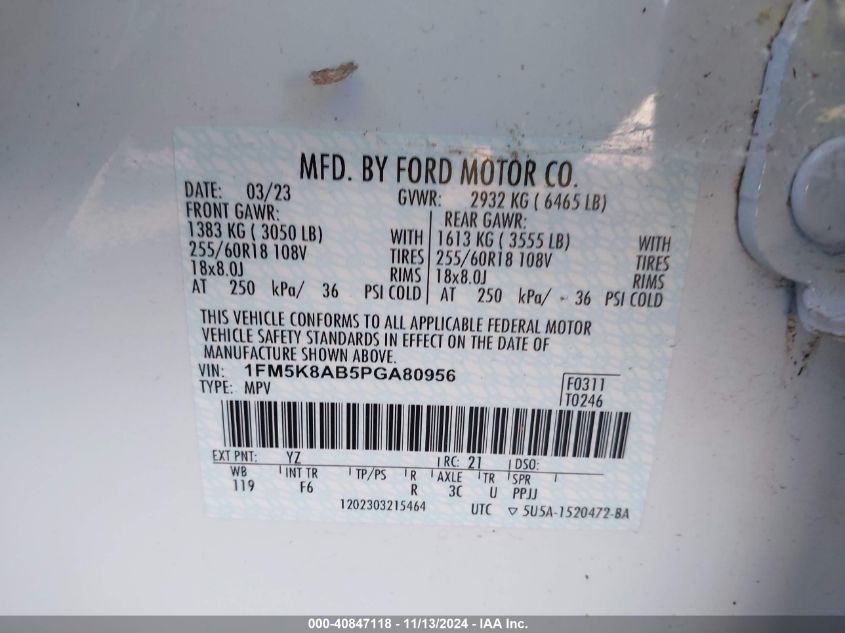 MFD. BY FORD MOTOR CO.
DATE: 03/23 GVWR: 2932 KG ( 6465 LB)
FRONT GAWR: REAR GAWR:
1383 KG ( 3050 LB) WITH 1613 KG ( 3555 LB) WITH
255/60R18 108V TIRES 255/60R18 108V TIRES
18x8.0J RIMS 18x8.0J RIMS
AT 250 kPa/ 36 PSI COLD AT 250 kPa/ 36 PSI COLD
THIS VEHICLE CONFORMS TO ALL APPLICABLE FEDERAL MOTOR
VEHICLE SAFETY STANDARDS IN EFFECT ON THE DATE OF
MANUFACTURE SHOWN ABOVE.
VIN: 1FM5K8AB5PGA80956 F0311
TYPE: MPV T0246
EXT PNT: YZ RC: 21 DSO:
WB INT TR TP/PS R AXLE TR SPR
119 F6 R 3C U PPJJ
1202303215464 UTC ▽ 5U5A-1520472-BA
000-40847118 - 11/13/2024 - IAA Inc.